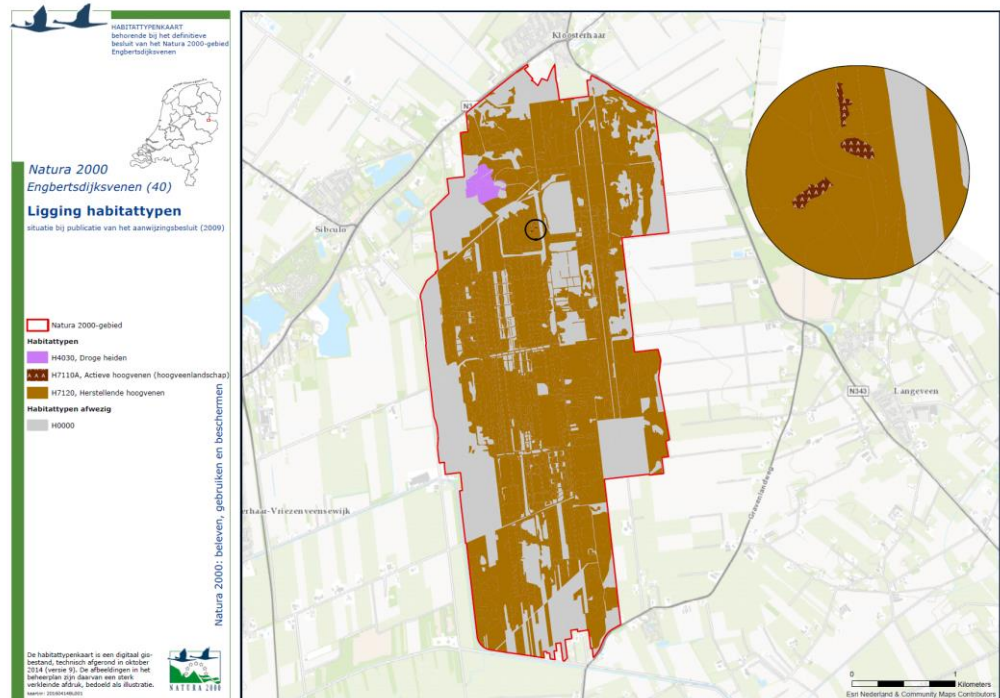 HABITATTYPENKAART
behorende bij het definitieve
besluit van het Natura 2000-gebied
Engbertsdijksvenen
Natura 2000
Engbertsdijksvenen (40)
Ligging habitattypen
situatie bij publicatie van het aanwijzingsbesluit (2009)
Natura 2000-gebied
Habitattypen
H4030, Droge heiden
H7110A, Actieve hoogvenen (hoogveenlandschap)
H7120, Herstellende hoogvenen
Habitattypen afwezig
H0000
Natura 2000: beleven, gebruiken en beschermen
De habitattypenkaart is een digitaal gis-
bestand, technisch afgerond in oktober
2014 (versie 9). De afbeeldingen in het
beheerplan zijn daarvan een sterk
verkleinde afdruk, bedoeld als illustratie.
NATURA 2000
Kloosterhaar
Sibculo
N343
Langeveen
Gravenlandweg
erhaar-Vriezenveensewijk
0 1
Kilometers
Esri Nederland & Community Maps Contributors